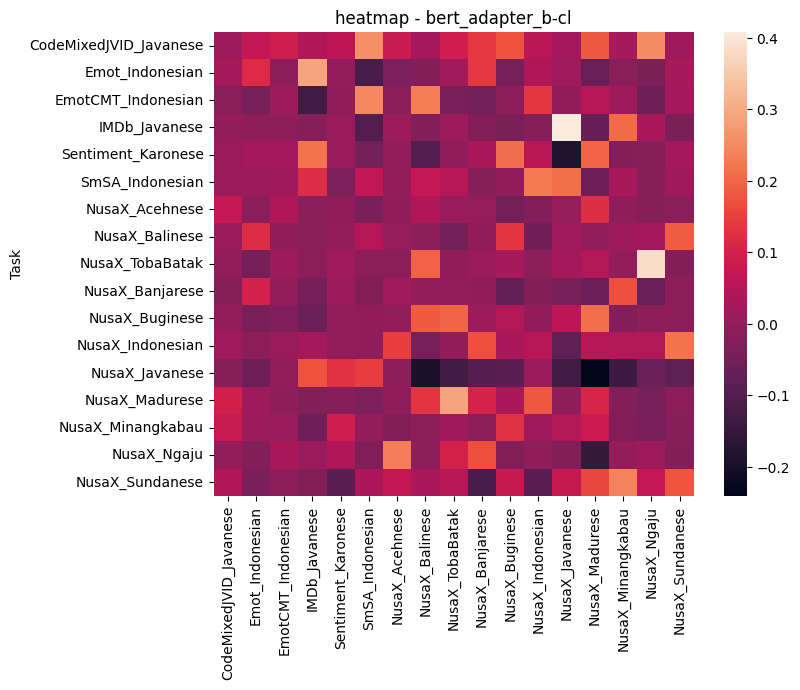 heatmap - bert_adapter_b-cl
Task
CodeMixedJVID_Javanese
Emot_Indonesian
EmotCMT_Indonesian
IMDb_Javanese
Sentiment_Karonese
SmSA_Indonesian
NusaX_Acehnese
NusaX_Balinese
NusaX_TobaBatak
NusaX_Banjarese
NusaX_Buginese
NusaX_Indonesian
NusaX_Javanese
NusaX_Madurese
NusaX_Minangkabau
NusaX_Ngaju
NusaX_Sundanese
CodeMixedJVID_Javanese
Emot_Indonesian
EmotCMT_Indonesian
IMDb_Javanese
Sentiment_Karonese
SmSA_Indonesian
NusaX_Acehnese
NusaX_Balinese
NusaX_TobaBatak
NusaX_Banjarese
NusaX_Buginese
NusaX_Indonesian
NusaX_Javanese
NusaX_Madurese
NusaX_Minangkabau
NusaX_Ngaju
NusaX_Sundanese
0.4
0.3
0.2
0.1
0.0
−0.1
−0.2